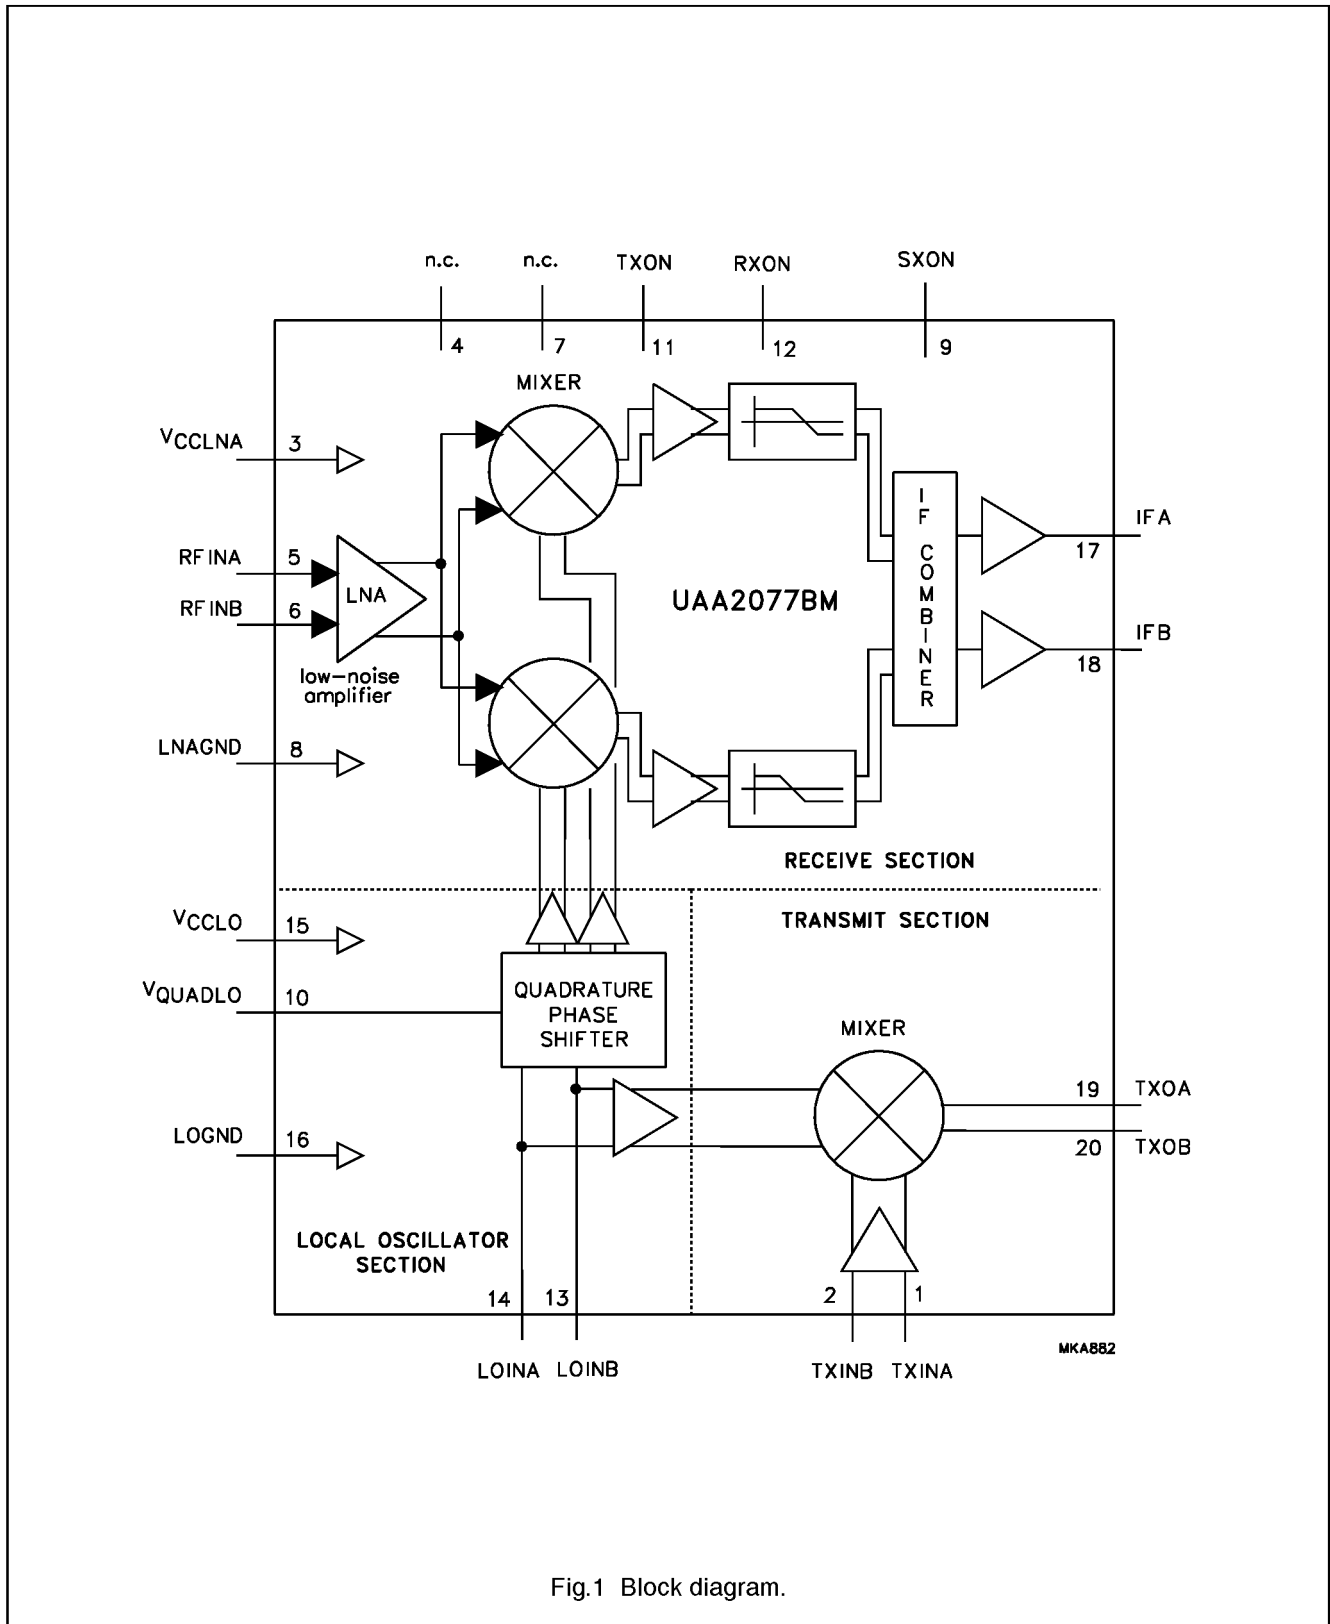 n.c. n.c. TXON RXON SXON
4 7 11 12 9
MIXER
VCCLNA 3
RFINA 5
LNA
RFINB 6
low-noise
amplifier
UAA2077BM
IF COMBINER
IFA
17
IFB
18
LNAGND 8
RECEIVE SECTION
TRANSMIT SECTION
VCCLO 15
VQUADLO 10
QUADRATURE
PHASE
SHIFTER
MIXER
19 TXOA
20 TXOB
LOGND 16
LOCAL OSCILLATOR
SECTION
14 13 2 1
MKA882
LOINA LOINB TXINB TXINA
Fig.1 Block diagram.